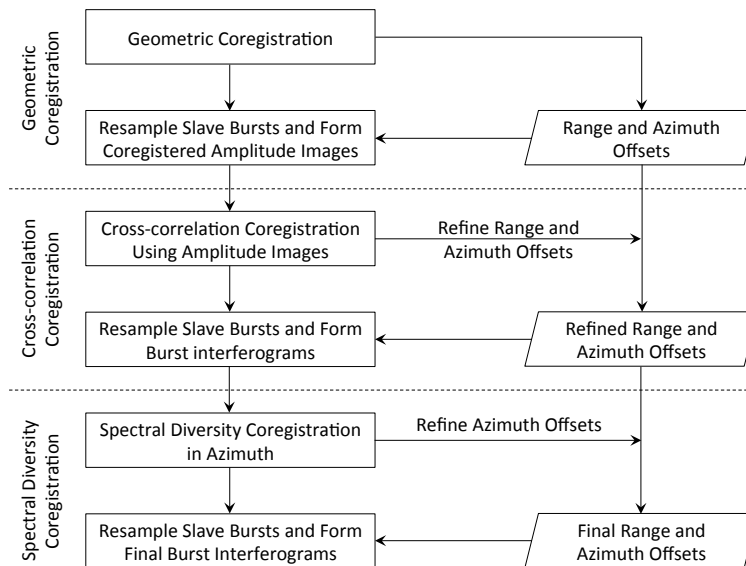 Geometric
Coregistration
Geometric Coregistration
Resample Slave Bursts and Form
Coregistered Amplitude Images
Range and Azimuth
Offsets
Cross-correlation
Coregistration
Cross-correlation Coregistration
Using Amplitude Images
Refine Range and
Azimuth Offsets
Resample Slave Bursts and Form
Burst interferograms
Refined Range and
Azimuth Offsets
Spectral Diversity
Coregistration
Spectral Diversity Coregistration
in Azimuth
Refine Azimuth Offsets
Resample Slave Bursts and Form
Final Burst Interferograms
Final Range and
Azimuth Offsets